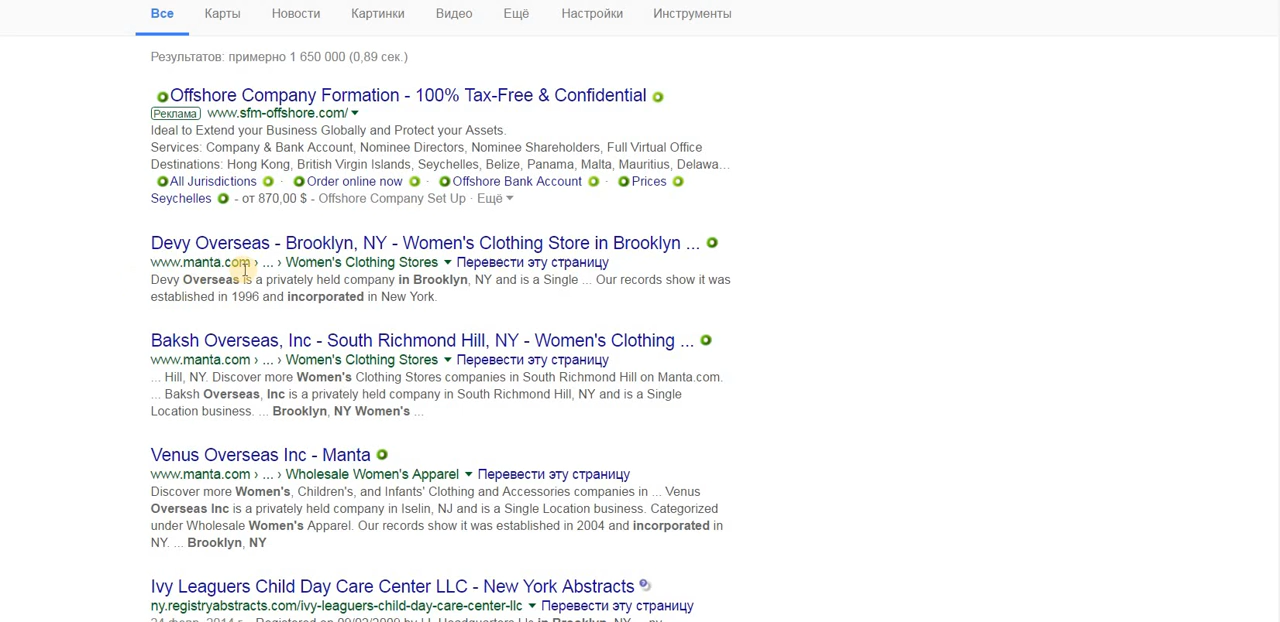 Все Карты Новости Картинки Видео Ещё Настройки Инструменты
Результатов: примерно 1 650 000 (0,89 сек.)
Offshore Company Formation - 100% Tax-Free & Confidential
Реклама www.sfm-offshore.com/
Ideal to Extend your Business Globally and Protect your Assets.
Services: Company & Bank Account, Nominee Directors, Nominee Shareholders, Full Virtual Office
Destinations: Hong Kong, British Virgin Islands, Seychelles, Belize, Panama, Malta, Mauritius, Delawa...
All Jurisdictions · Order online now · Offshore Bank Account · Prices
Seychelles - от 870,00 $ - Offshore Company Set Up · Ещё
Devy Overseas - Brooklyn, NY - Women's Clothing Store in Brooklyn ...
www.manta.com › ... › Women's Clothing Stores Перевести эту страницу
Devy Overseas is a privately held company in Brooklyn, NY and is a Single ... Our records show it was
established in 1996 and incorporated in New York.
Baksh Overseas, Inc - South Richmond Hill, NY - Women's Clothing ...
www.manta.com › ... › Women's Clothing Stores Перевести эту страницу
... Hill, NY. Discover more Women's Clothing Stores companies in South Richmond Hill on Manta.com.
... Baksh Overseas, Inc is a privately held company in South Richmond Hill, NY and is a Single
Location business. ... Brooklyn, NY Women's ...
Venus Overseas Inc - Manta
www.manta.com › ... › Wholesale Women's Apparel Перевести эту страницу
Discover more Women's, Children's, and Infants' Clothing and Accessories companies in ... Venus
Overseas Inc is a privately held company in Iselin, NJ and is a Single Location business. Categorized
under Wholesale Women's Apparel. Our records show it was established in 2004 and incorporated in
NY. ... Brooklyn, NY
Ivy Leaguers Child Day Care Center LLC - New York Abstracts
ny.registryabstracts.com/ivy-leaguers-child-day-care-center-llc Перевести эту страницу